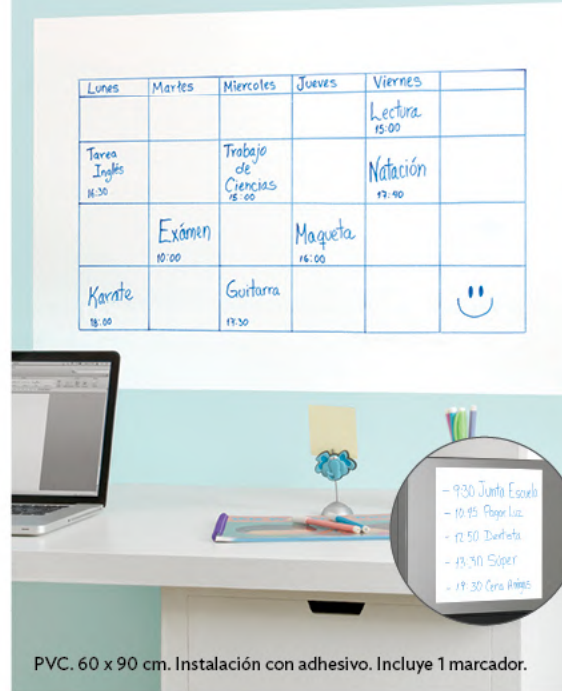 Lunes Martes Miercoles Jueves Viernes
Lectura
15:00
Tarea
Inglés
16:30
Trabajo
de
Ciencias
15:00
Natación
17:40
Exámen
10:00
Maqueta
16:00
Karate
18:00
Guitarra
17:30
- 9:30 Junta Escuela
- 10:45 Pagar Luz
- 12:50 Dentista
- 13:30 Súper
- 19:30 Cena Amigos
PVC. 60 x 90 cm. Instalación con adhesivo. Incluye 1 marcador.